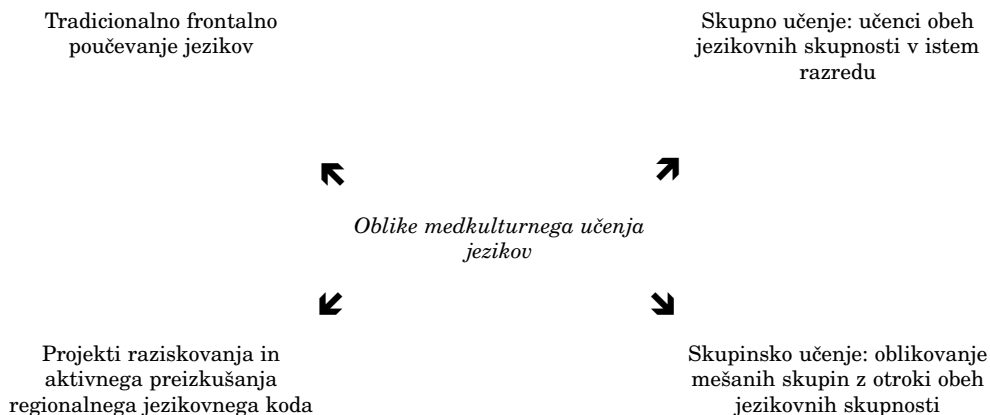 Tradicionalno frontalno
poučevanje jezikov
Skupno učenje: učenci obeh
jezikovnih skupnosti v istem
razredu
Oblike medkulturnega učenja
jezikov
Projekti raziskovanja in
aktivnega preizkušanja
regionalnega jezikovnega koda
Skupinsko učenje: oblikovanje
mešanih skupin z otroki obeh
jezikovnih skupnosti